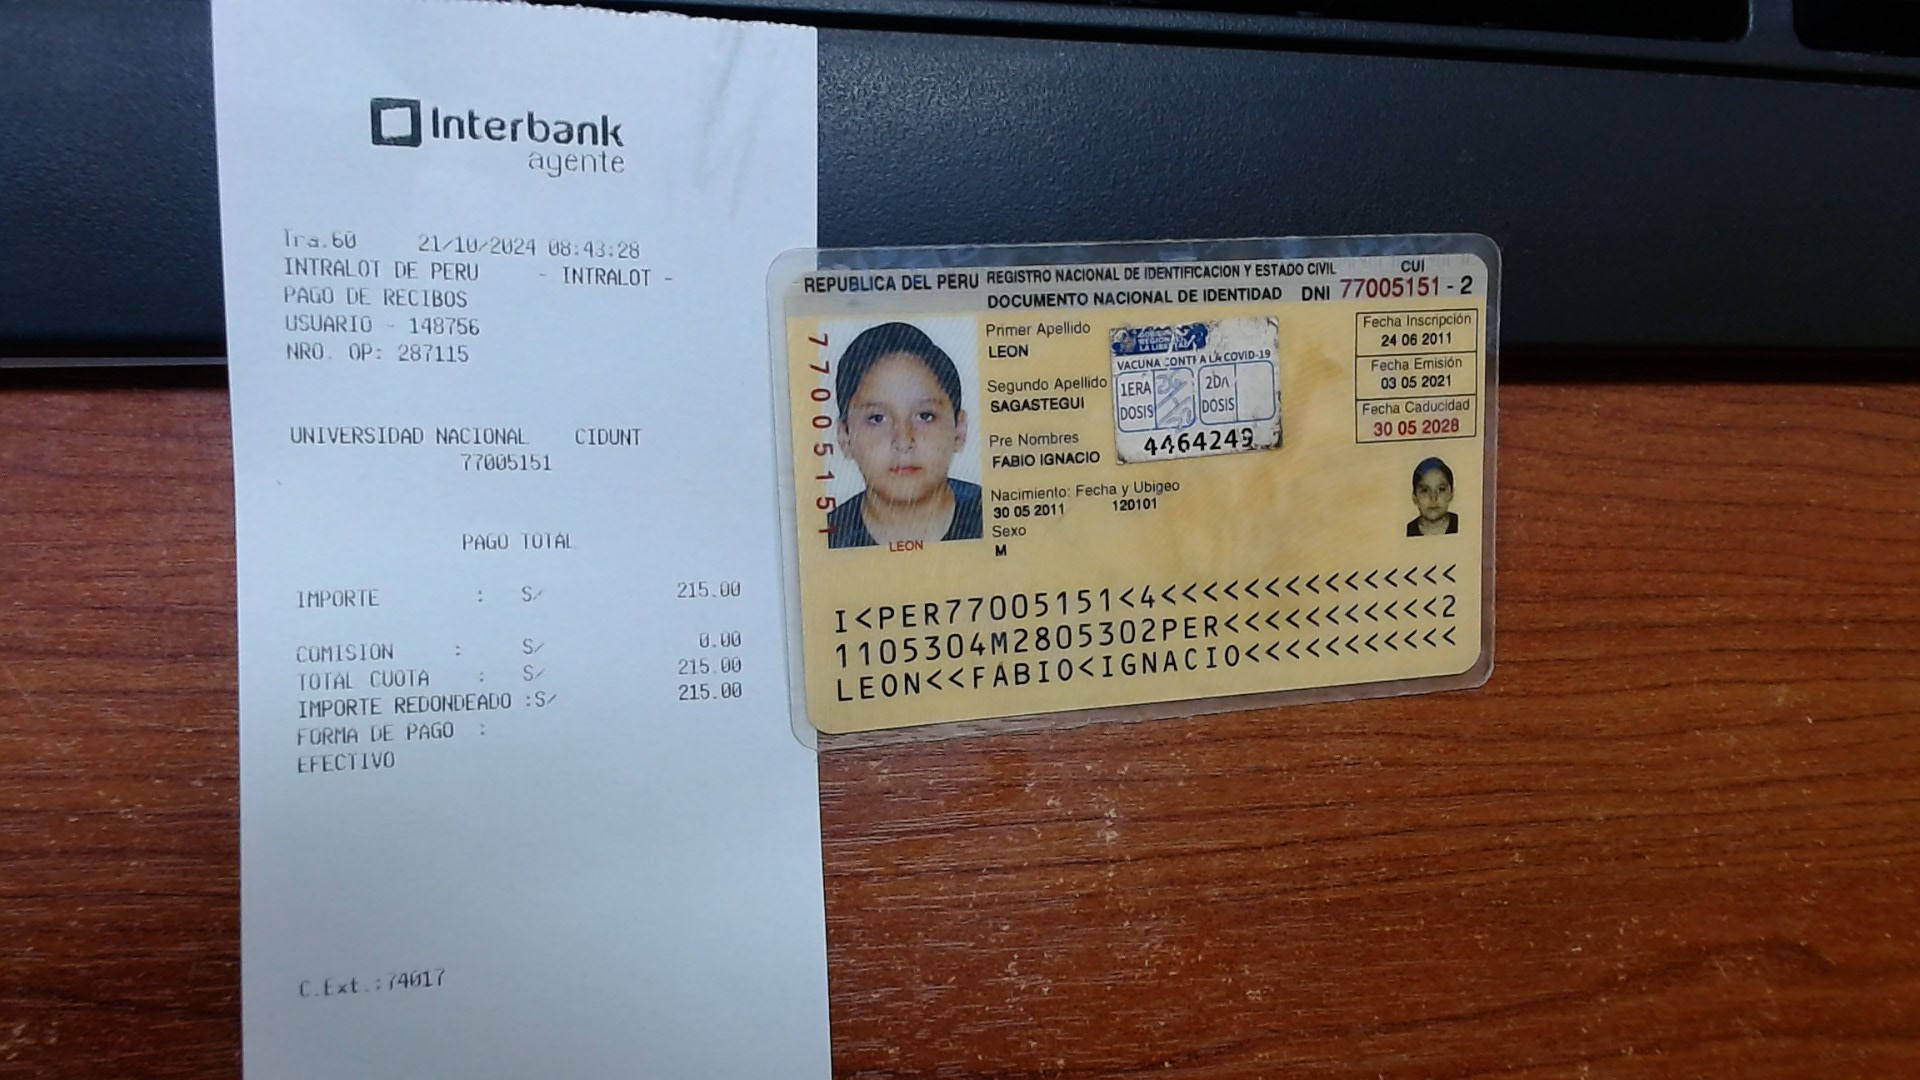 Interbank
agente
Tra.60 21/10/2024 08:43:28
INTRALOT DE PERU - INTRALOT -
PAGO DE RECIBOS
USUARIO - 148756
NRO. OP: 287115
UNIVERSIDAD NACIONAL CIDUNT
77005151
PAGO TOTAL
IMPORTE : S/ 215.00
COMISION : S/ 0.00
TOTAL CUOTA : S/ 215.00
IMPORTE REDONDEADO :S/ 215.00
FORMA DE PAGO :
EFECTIVO
C.Ext.:74017
REPUBLICA DEL PERU REGISTRO NACIONAL DE IDENTIFICACION Y ESTADO CIVIL CUI
DOCUMENTO NACIONAL DE IDENTIDAD DNI 77005151 - 2
77005151
LEON
Primer Apellido
LEON
Segundo Apellido
SAGASTEGUI
Pre Nombres
FABIO IGNACIO
Nacimiento: Fecha y Ubigeo
30 05 2011 120101
Sexo
M
VACUNA CONTRA LA COVID-19
1ERA DOSIS
2DA DOSIS
4464249
Fecha Inscripción
24 06 2011
Fecha Emisión
03 05 2021
Fecha Caducidad
30 05 2028
I<PER77005151<4<<<<<<<<<<<<<<<
1105304M2805302PER<<<<<<<<<<<2
LEON<<FABIO<IGNACIO<<<<<<<<<<<